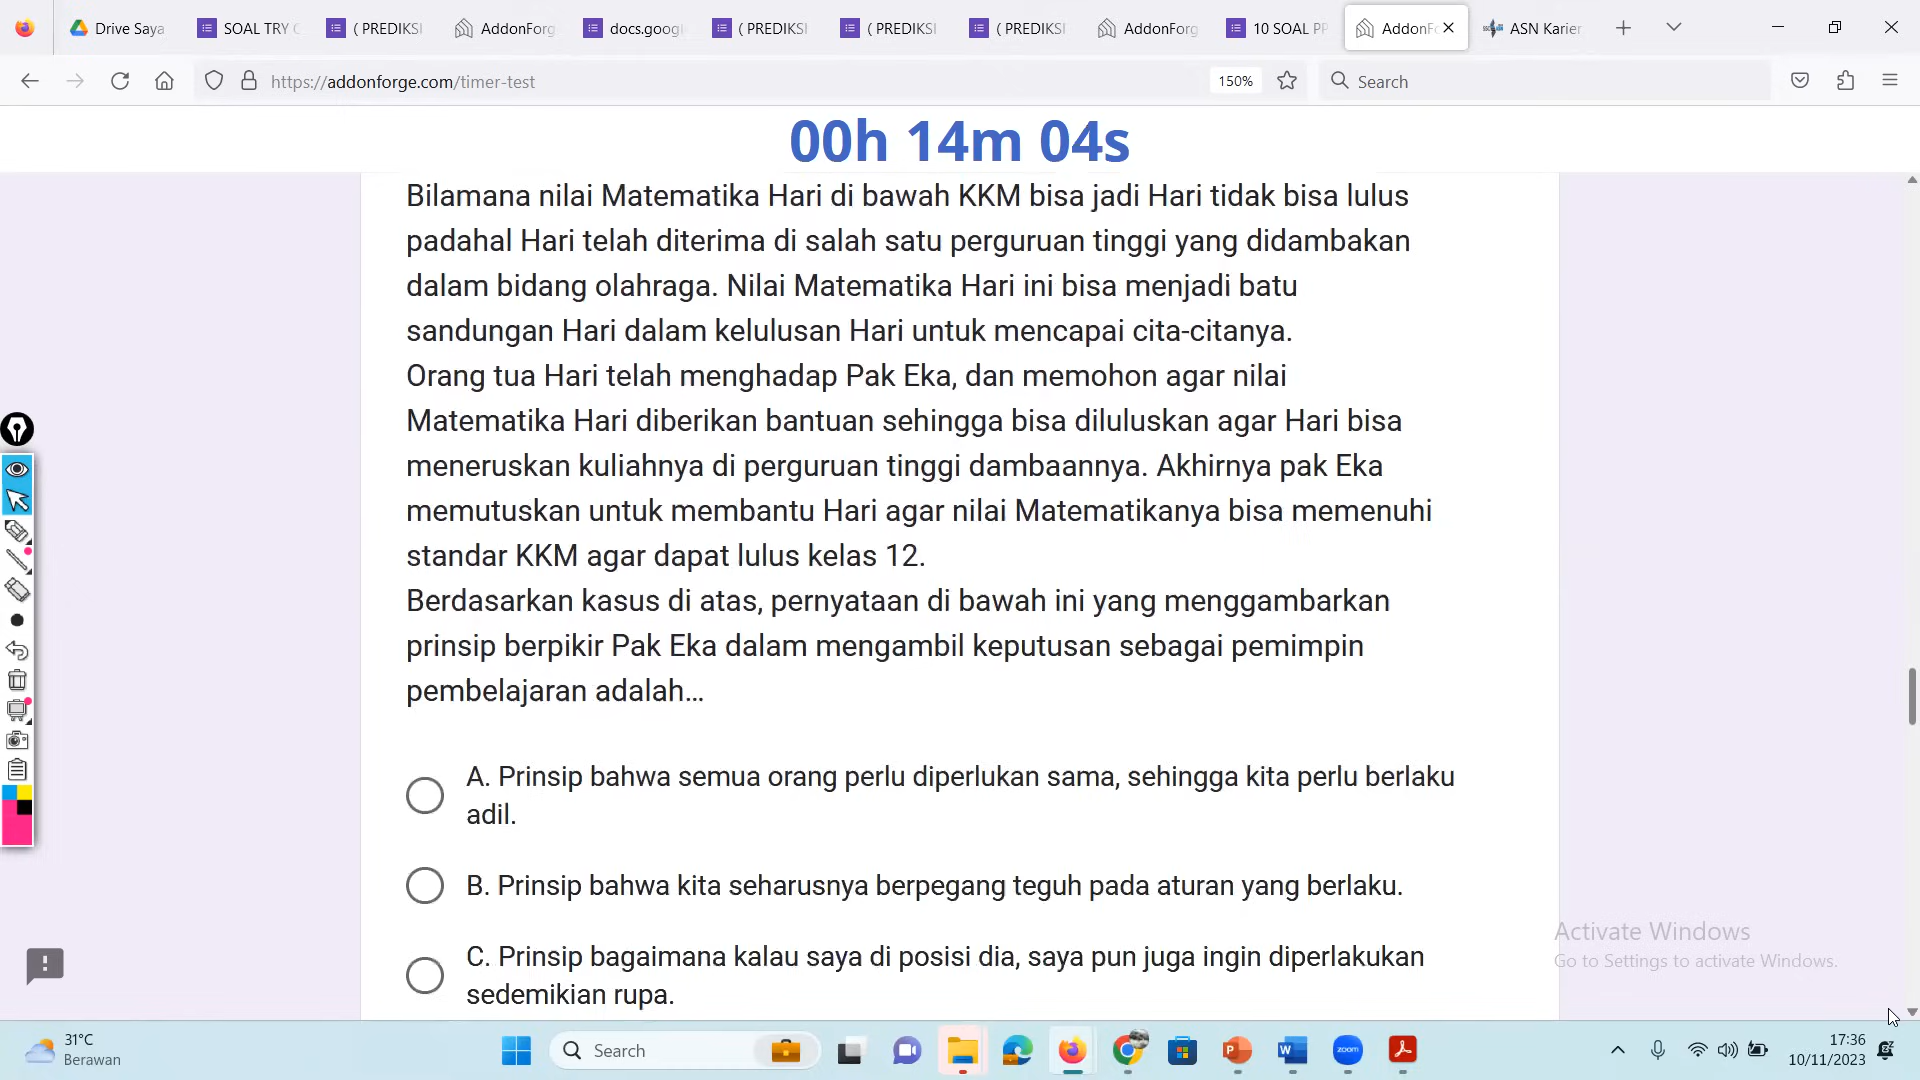 Drive Saya
SOAL TRY
( PREDIKSI
AddonForg
docs.googl
( PREDIKSI
( PREDIKSI
( PREDIKSI
AddonForg
10 SOAL PP
AddonFo
ASN Karier
https://addonforge.com/timer-test
150%
Search
00h 14m 04s
Bilamana nilai Matematika Hari di bawah KKM bisa jadi Hari tidak bisa lulus
padahal Hari telah diterima di salah satu perguruan tinggi yang didambakan
dalam bidang olahraga. Nilai Matematika Hari ini bisa menjadi batu
sandungan Hari dalam kelulusan Hari untuk mencapai cita-citanya.
Orang tua Hari telah menghadap Pak Eka, dan memohon agar nilai
Matematika Hari diberikan bantuan sehingga bisa diluluskan agar Hari bisa
meneruskan kuliahnya di perguruan tinggi dambaannya. Akhirnya pak Eka
memutuskan untuk membantu Hari agar nilai Matematikanya bisa memenuhi
standar KKM agar dapat lulus kelas 12.
Berdasarkan kasus di atas, pernyataan di bawah ini yang menggambarkan
prinsip berpikir Pak Eka dalam mengambil keputusan sebagai pemimpin
pembelajaran adalah...
A. Prinsip bahwa semua orang perlu diperlukan sama, sehingga kita perlu berlaku
adil.
B. Prinsip bahwa kita seharusnya berpegang teguh pada aturan yang berlaku.
C. Prinsip bagaimana kalau saya di posisi dia, saya pun juga ingin diperlakukan
sedemikian rupa.
Activate Windows
Go to Settings to activate Windows.
31°C
Berawan
Search
zoom
17:36
10/11/2023